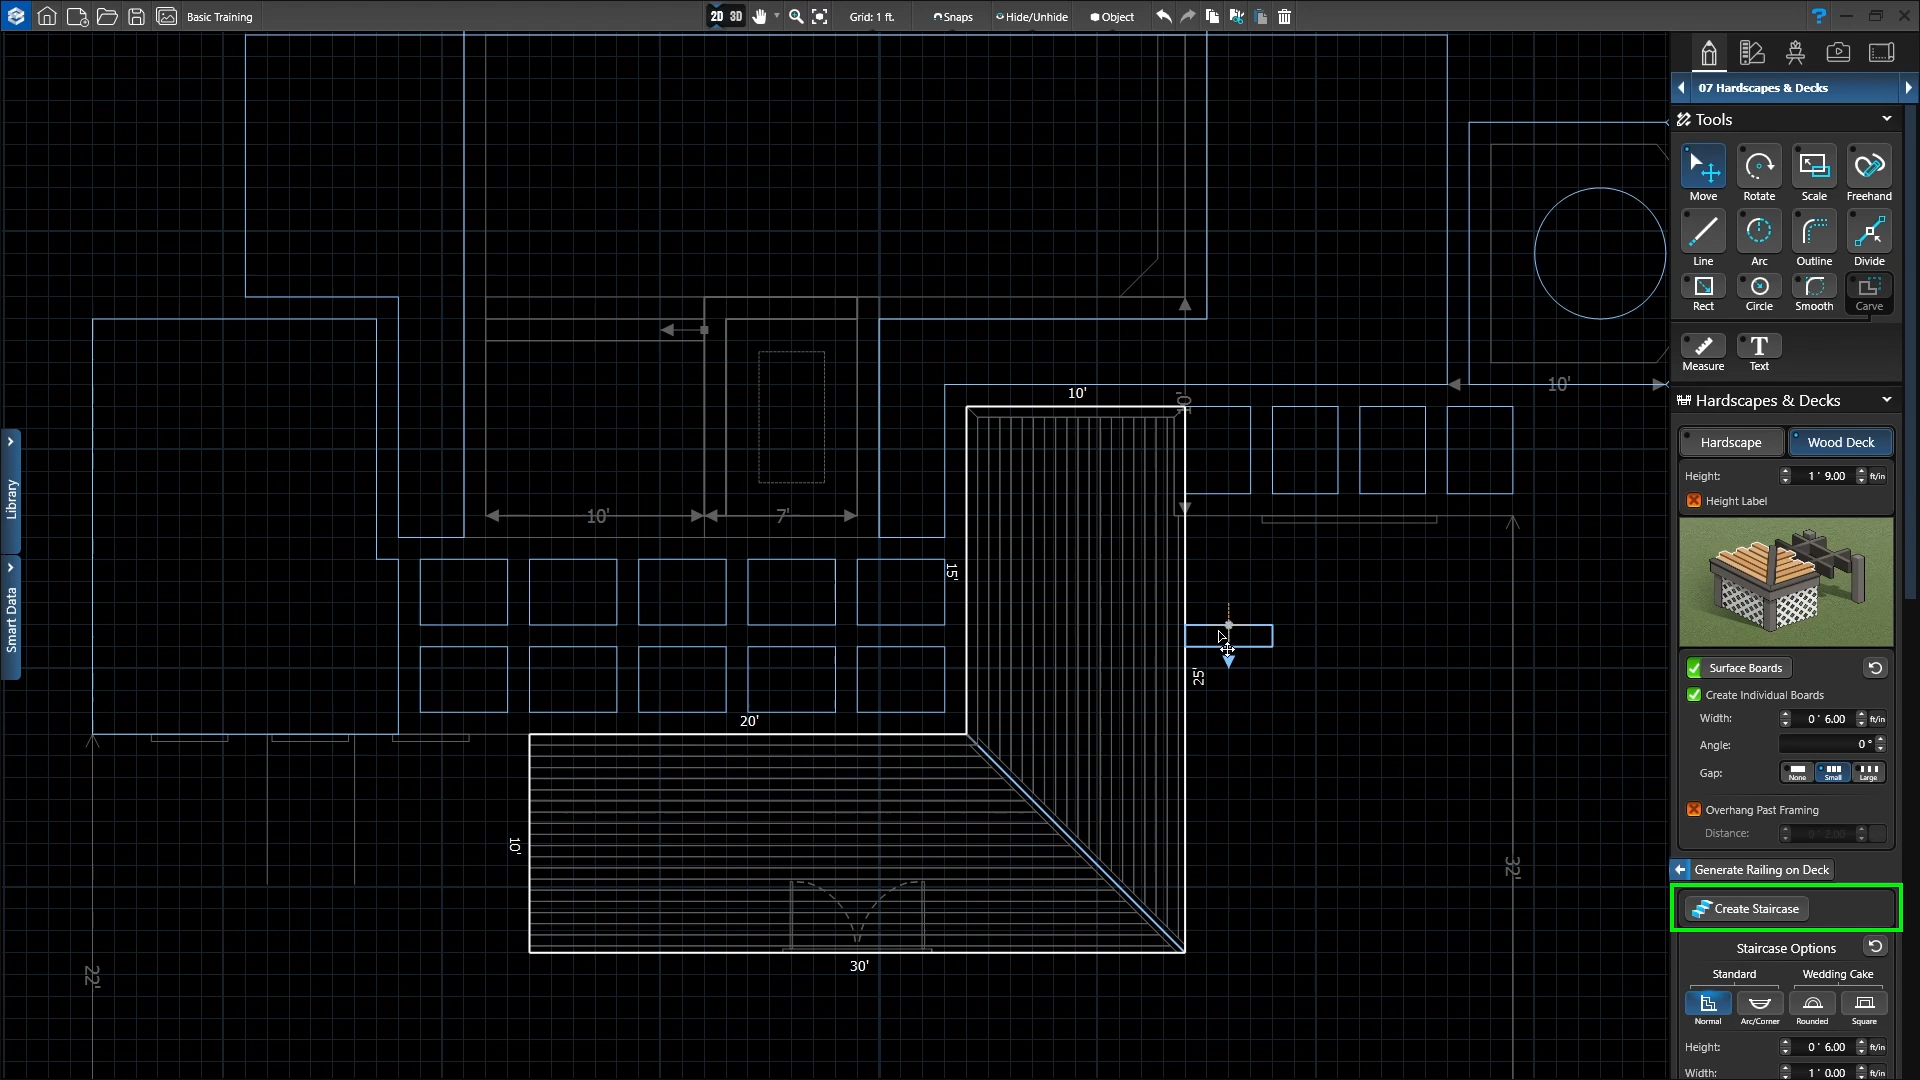 Basic Training
2D 3D
Grid: 1 ft.
Snaps
Hide/Unhide
Object
?
07 Hardscapes & Decks
Tools
Move
Rotate
Scale
Freehand
Line
Arc
Outline
Divide
Rect
Circle
Smooth
Carve
Measure
Text
Hardscapes & Decks
Hardscape
Wood Deck
Height: 1' 9.00 ft/in
Height Label
Surface Boards
Create Individual Boards
Width: 0' 6.00 ft/in
Angle: 0°
Gap: None Small Large
Overhang Past Framing
Distance: 0' 2.00
Generate Railing on Deck
Create Staircase
Staircase Options
Standard
Wedding Cake
Normal
Arc/Corner
Rounded
Square
Height: 0' 6.00 ft/in
Width: 1' 0.00 ft/in
Library
Smart Data
10'
10'
10'
7'
15'
25'
20'
10'
30'
32'
22'